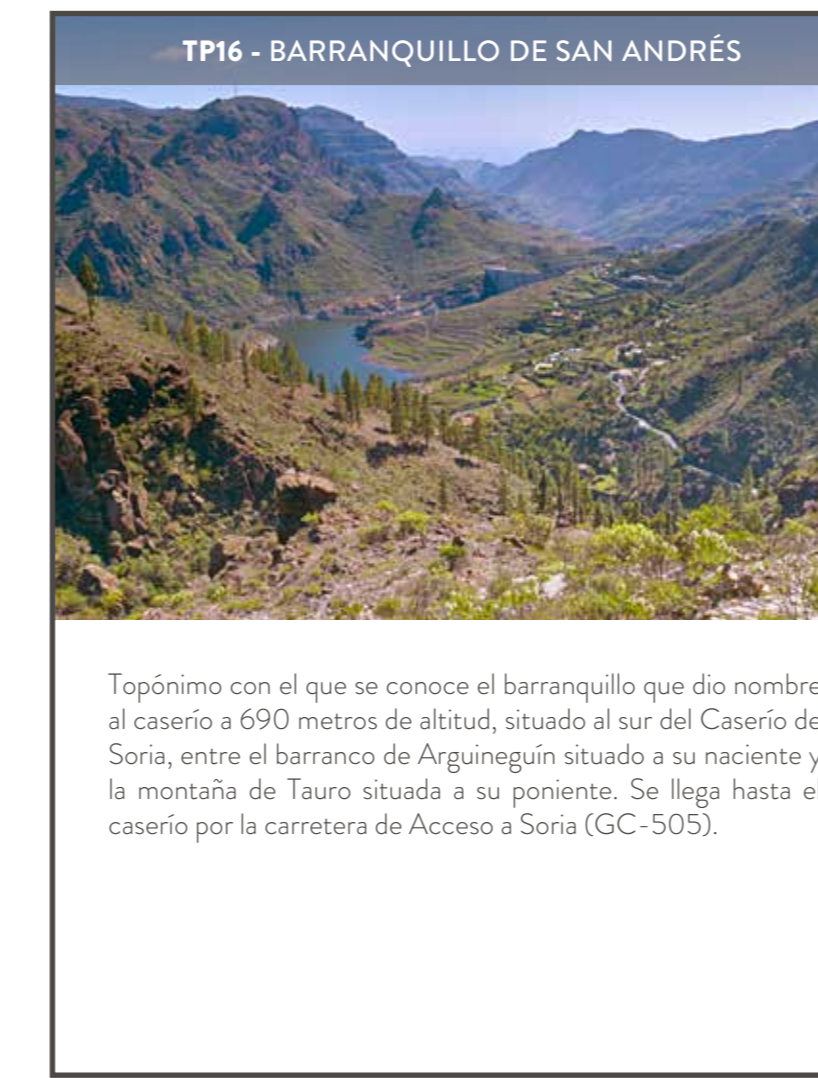 TP16 - BARRANQUILLO DE SAN ANDRÉS
Topónimo con el que se conoce el barranquillo que dio nombre
al caserío a 690 metros de altitud, situado al sur del Caserío de
Soria, entre el barranco de Arguineguín situado a su naciente y
la montaña de Tauro situada a su poniente. Se llega hasta el
caserío por la carretera de Acceso a Soria (GC-505).